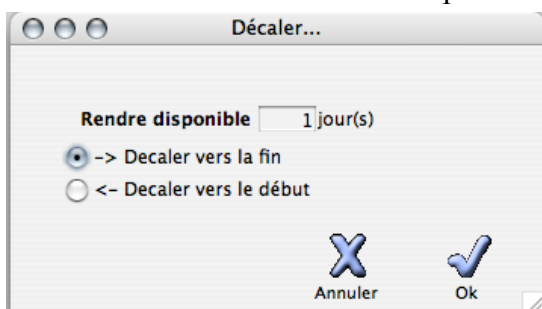 Décaler...
Rendre disponible 1 jour(s)
-> Decaler vers la fin
<- Decaler vers le début
Annuler Ok